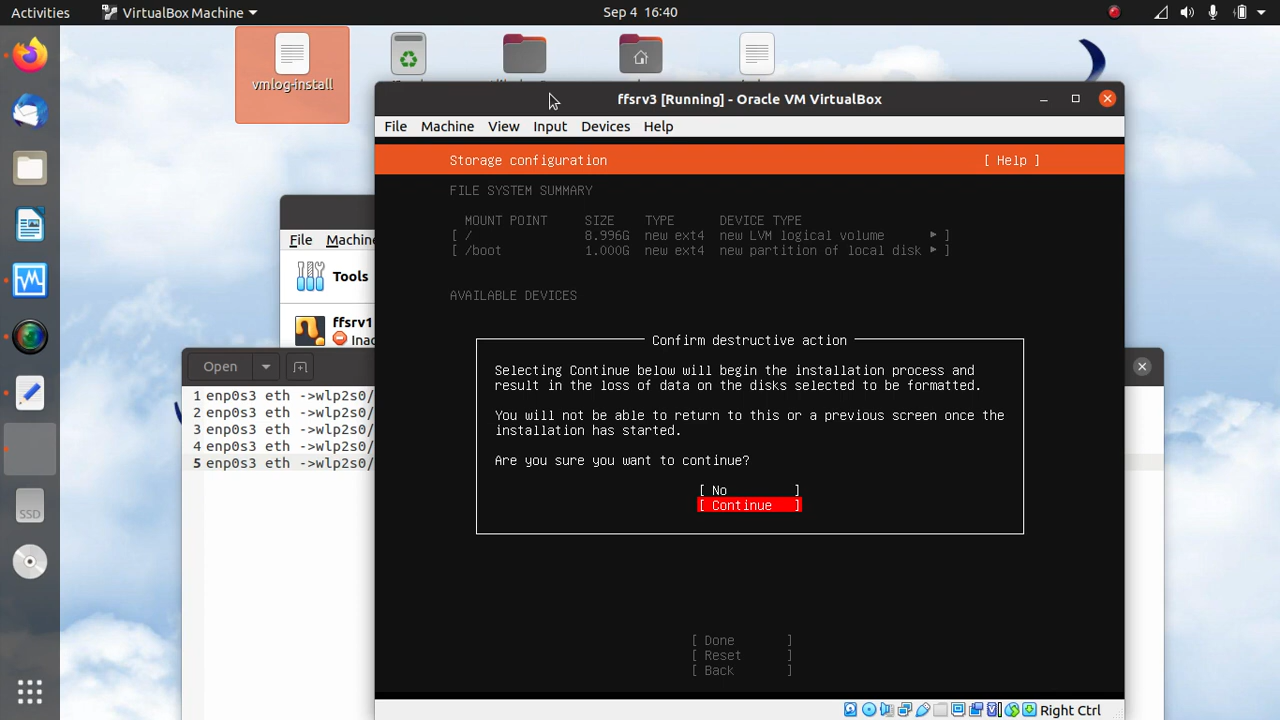 Activities VirtualBox Machine Sep 4 16:40
vmlog-install
ffsrv3 [Running] - Oracle VM VirtualBox
File Machine View Input Devices Help
Storage configuration [ Help ]
FILE SYSTEM SUMMARY
MOUNT POINT SIZE TYPE DEVICE TYPE
[ / 8.996G new ext4 new LVM logical volume ▸ ]
[ /boot 1.000G new ext4 new partition of local disk ▸ ]
AVAILABLE DEVICES
Confirm destructive action
Selecting Continue below will begin the installation process and
result in the loss of data on the disks selected to be formatted.
You will not be able to return to this or a previous screen once the
installation has started.
Are you sure you want to continue?
[ No ]
[ Continue ]
[ Done ]
[ Reset ]
[ Back ]
Right Ctrl
File Machine
Tools
ffsrv1
Open
1 enp0s3 eth ->wlp2s0/
2 enp0s3 eth ->wlp2s0/
3 enp0s3 eth ->wlp2s0/
4 enp0s3 eth ->wlp2s0/
5 enp0s3 eth ->wlp2s0/
SSD